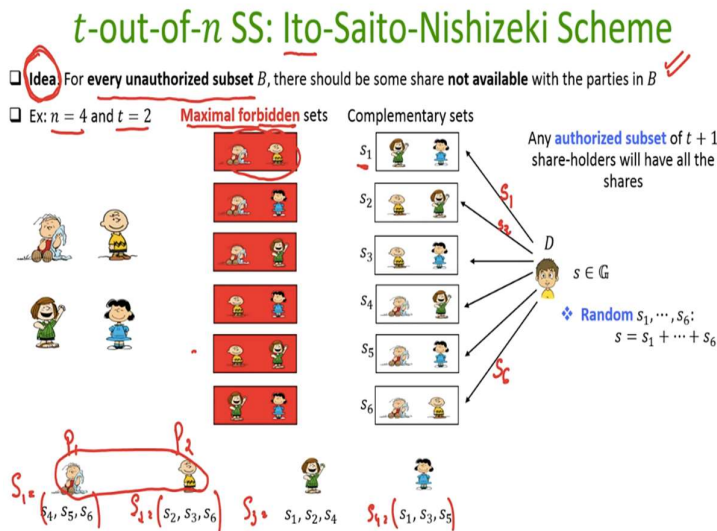 t-out-of-n SS: Ito-Saito-Nishizeki Scheme
Idea: For every unauthorized subset B, there should be some share not available with the parties in B
Ex: n = 4 and t = 2
Maximal forbidden sets
Complementary sets
Any authorized subset of t + 1
share-holders will have all the
shares
s₁
s₂
s₃
s₄
s₅
s₆
S₁
S₂
S₆
D
s ∈ 𝔾
❖ Random s₁, ⋯, s₆:
s = s₁ + ⋯ + s₆
P₁ P₂
S₁ = (s₄, s₅, s₆) S₂ = (s₂, s₃, s₆) S₃ = s₁, s₂, s₄ S₄ = (s₁, s₃, s₅)